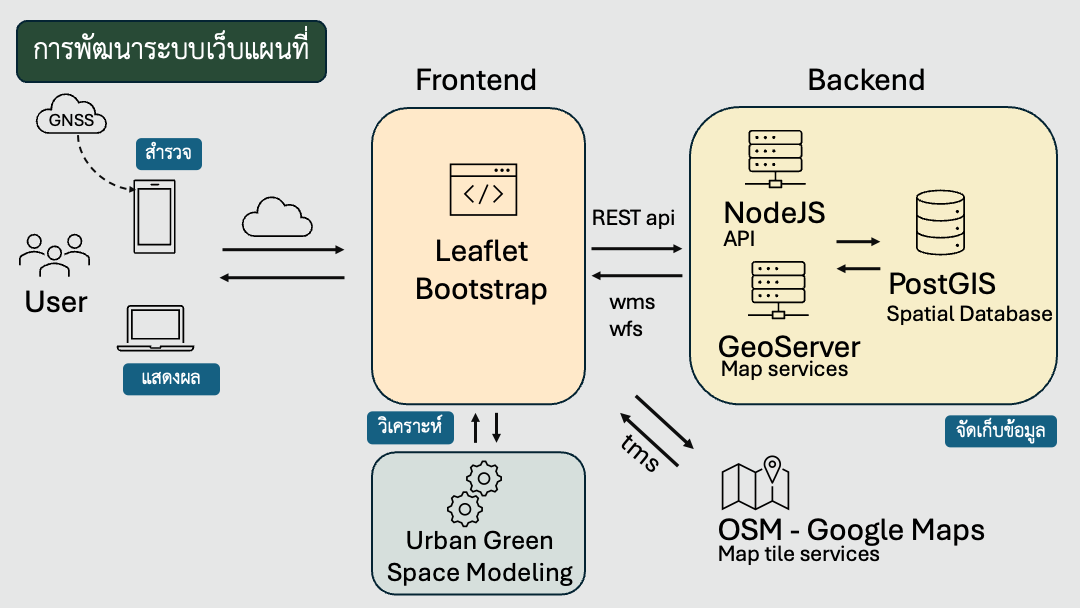 การพัฒนาระบบเว็บแผนที่
GNSS
สำรวจ
User
แสดงผล
Frontend
</>
Leaflet
Bootstrap
REST api
wms
wfs
Backend
NodeJS
API
GeoServer
Map services
PostGIS
Spatial Database
จัดเก็บข้อมูล
วิเคราะห์
Urban Green
Space Modeling
tms
OSM - Google Maps
Map tile services